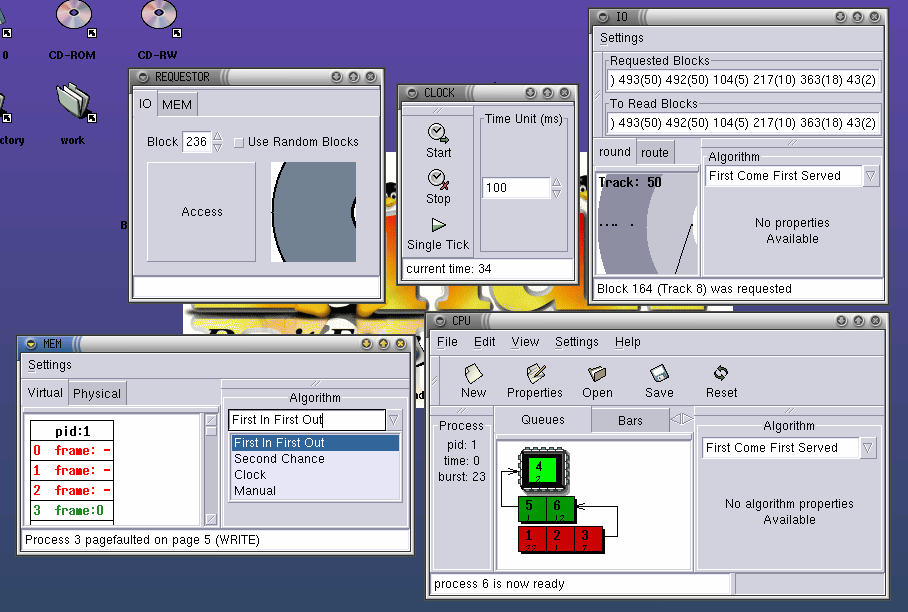 0
CD-ROM
CD-RW
ctory
work
B
REQUESTOR
IO
MEM
Block
236
Use Random Blocks
Access
CLOCK
Start
Stop
Single Tick
Time Unit (ms)
100
current time: 34
IO
Settings
Requested Blocks
) 493(50) 492(50) 104(5) 217(10) 363(18) 43(2)
To Read Blocks
) 493(50) 492(50) 104(5) 217(10) 363(18) 43(2)
round
route
Track: 50
Algorithm
First Come First Served
No properties
Available
Block 164 (Track 8) was requested
MEM
Settings
Virtual
Physical
pid:1
0 frame: -
1 frame: -
2 frame: -
3 frame:0
Algorithm
First In First Out
First In First Out
Second Chance
Clock
Manual
Process 3 pagefaulted on page 5 (WRITE)
CPU
File Edit View Settings Help
New
Properties
Open
Save
Reset
Process
pid: 1
time: 0
burst: 23
Queues
Bars
4
2
5 6
1 12
1 2 3
22 1 7
Algorithm
First Come First Served
No algorithm properties
Available
process 6 is now ready